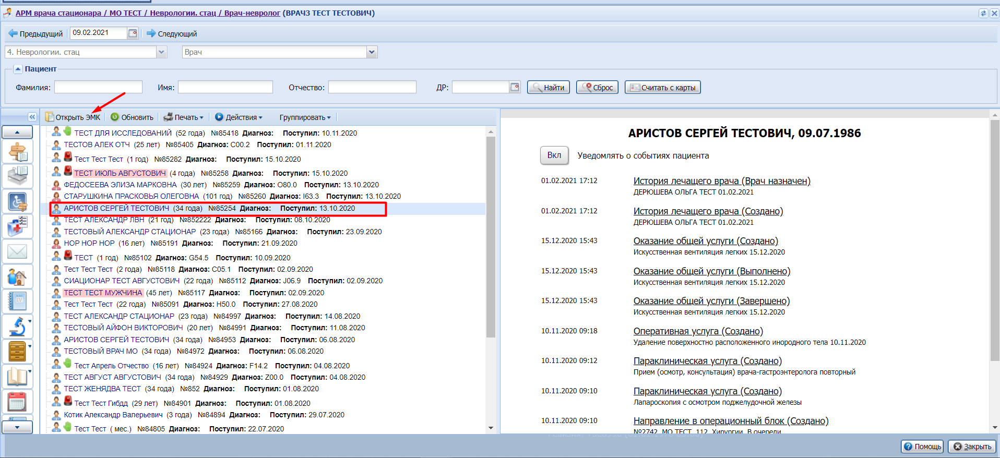 АРМ врача стационара / МО ТЕСТ / Неврологии. стац / Врач-невролог (ВРАЧ3 ТЕСТ ТЕСТОВИЧ)
Предыдущий 09.02.2021 Следующий
4. Неврологии. стац Врач
Пациент
Фамилия: Имя: Отчество: ДР: Найти Сброс Считать с карты
Открыть ЭМК Обновить Печать Действия Группировать
ТЕСТ ДЛЯ ИССЛЕДОВАНИЙ (52 года) №85418 Диагноз: Поступил: 10.11.2020
ТЕСТОВ АЛЕК ОТЧ (25 лет) №85405 Диагноз: C00.2 Поступил: 01.11.2020
Тест Тест Тест (1 год) №85282 Диагноз: Поступил: 15.10.2020
ТЕСТ ИЮЛЬ АВГУСТОВИЧ (4 года) №85258 Диагноз: Поступил: 15.10.2020
ФЕДОСЕЕВА ЭЛИЗА МАРКОВНА (30 лет) №85259 Диагноз: O80.0 Поступил: 13.10.2020
СТАРУШКИНА ПРАСКОВЬЯ ОЛЕГОВНА (101 год) №85260 Диагноз: I63.3 Поступил: 13.10.2020
АРИСТОВ СЕРГЕЙ ТЕСТОВИЧ (34 года) №85254 Диагноз: Поступил: 13.10.2020
ТЕСТ АЛЕКСАНДР ЛВН (21 год) №852222 Диагноз: Поступил: 08.10.2020
ТЕСТОВЫЙ АЛЕКСАНДР СТАЦИОНАР (23 года) №85166 Диагноз: Поступил: 23.09.2020
НОР НОР НОР (16 лет) №85191 Диагноз: Поступил: 21.09.2020
ТЕСТ (1 год) №85102 Диагноз: G54.5 Поступил: 10.09.2020
Тест Тест Тест (2 года) №85118 Диагноз: C05.1 Поступил: 02.09.2020
СИАЦИОНАР ТЕСТ АВГУСТОВИЧ (22 года) №85112 Диагноз: J06.9 Поступил: 02.09.2020
ТЕСТ ТЕСТ МУЖЧИНА (45 лет) №85117 Диагноз: Поступил: 02.09.2020
Тест Тест Тест (22 года) №85091 Диагноз: H50.0 Поступил: 27.08.2020
ТЕСТ АЛЕКСАНДР СТАЦИОНАР (23 года) №84997 Диагноз: Поступил: 14.08.2020
ТЕСТОВЫЙ АЙФОН ВИКТОРОВИЧ (20 лет) №84991 Диагноз: Поступил: 11.08.2020
АРИСТОВ СЕРГЕЙ ТЕСТОВИЧ (34 года) №84953 Диагноз: Поступил: 06.08.2020
ТЕСТОВЫЙ ВРАЧ МО (34 года) №84972 Диагноз: Поступил: 06.08.2020
Тест Апрель Отчество (16 лет) №84924 Диагноз: F14.2 Поступил: 04.08.2020
ТЕСТ АВГУСТ АВГУСТОВИЧ (34 года) №84929 Диагноз: Z00.0 Поступил: 04.08.2020
ТЕСТ ЖЕНЯДВА ТЕСТ (34 года) №852 Диагноз: Поступил: 01.08.2020
Тест Тест Гибдд (29 лет) №84901 Диагноз: Поступил: 01.08.2020
Котик Александр Валерьевич (3 года) №84894 Диагноз: Поступил: 29.07.2020
Тест Тест ( мес.) №84805 Диагноз: Поступил: 22.07.2020
АРИСТОВ СЕРГЕЙ ТЕСТОВИЧ, 09.07.1986
Вкл Уведомлять о событиях пациента
01.02.2021 17:12 История лечащего врача (Врач назначен)
ДЕРЮШЕВА ОЛЬГА ТЕСТ 01.02.2021
01.02.2021 17:12 История лечащего врача (Создано)
ДЕРЮШЕВА ОЛЬГА ТЕСТ 01.02.2021
15.12.2020 15:43 Оказание общей услуги (Создано)
Искусственная вентиляция легких 15.12.2020
15.12.2020 15:43 Оказание общей услуги (Выполнено)
Искусственная вентиляция легких 15.12.2020
15.12.2020 15:43 Оказание общей услуги (Завершено)
Искусственная вентиляция легких 15.12.2020
10.11.2020 09:18 Оперативная услуга (Создано)
Удаление поверхностно расположенного инородного тела 10.11.2020
10.11.2020 09:12 Параклиническая услуга (Создано)
Прием (осмотр, консультация) врача-гастроэнтеролога повторный
10.11.2020 09:10 Параклиническая услуга (Создано)
Лапароскопия с осмотром поджелудочной железы
10.11.2020 09:10 Направление в операционный блок (Создано)
№2742, МО ТЕСТ, 112. Хирургии, В очереди
Помощь Закрыть